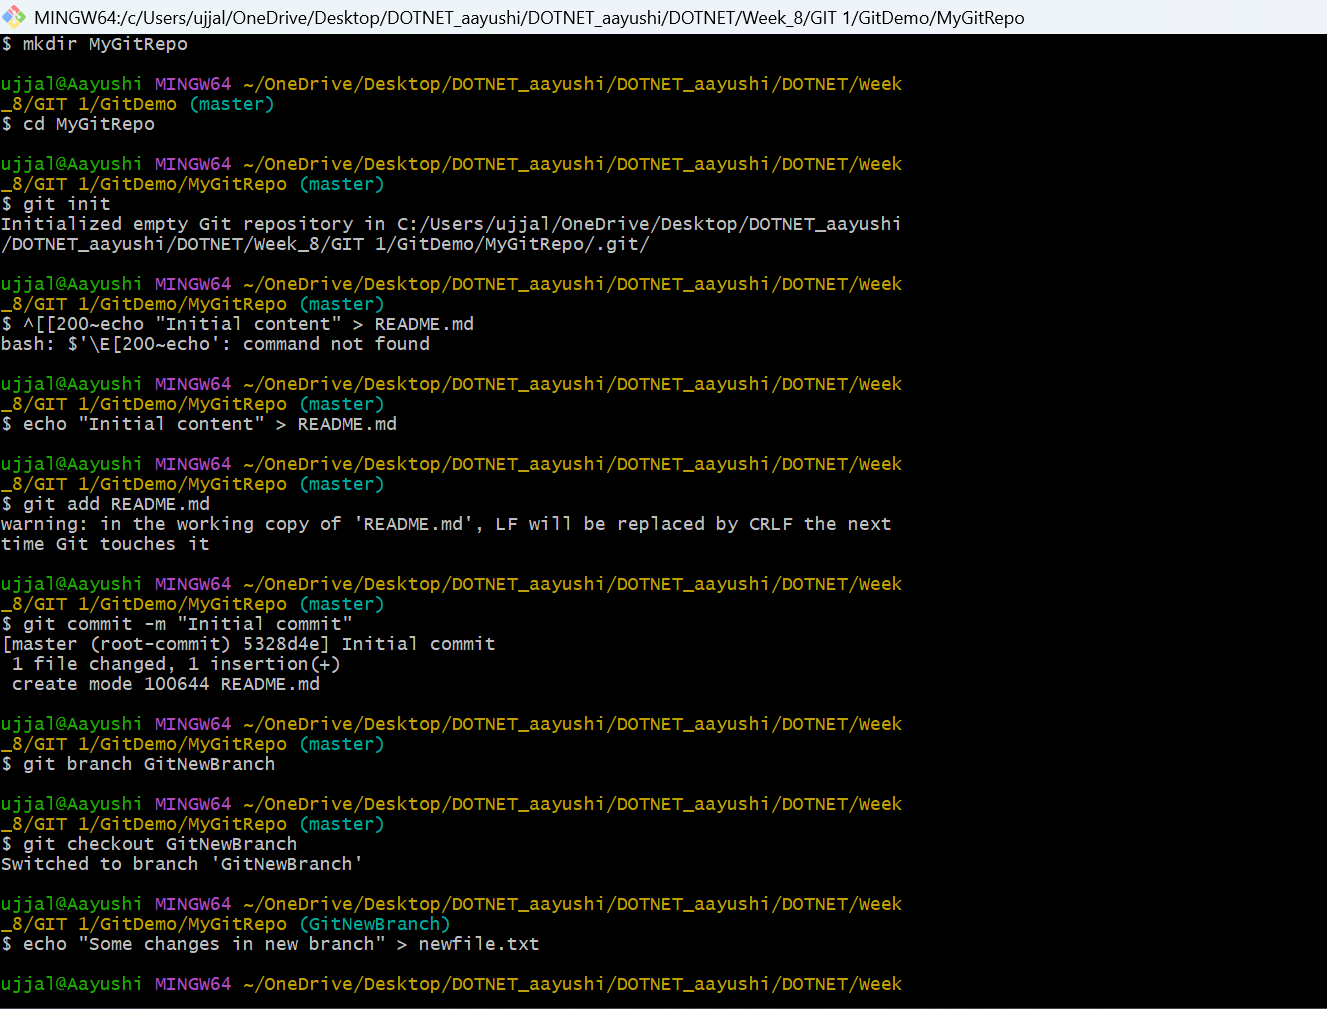 MINGW64:/c/Users/ujjal/OneDrive/Desktop/DOTNET_aayushi/DOTNET_aayushi/DOTNET/Week_8/GIT 1/GitDemo/MyGitRepo
$ mkdir MyGitRepo
ujjal@Aayushi MINGW64 ~/OneDrive/Desktop/DOTNET_aayushi/DOTNET_aayushi/DOTNET/Week
_8/GIT 1/GitDemo (master)
$ cd MyGitRepo
ujjal@Aayushi MINGW64 ~/OneDrive/Desktop/DOTNET_aayushi/DOTNET_aayushi/DOTNET/Week
_8/GIT 1/GitDemo/MyGitRepo (master)
$ git init
Initialized empty Git repository in C:/Users/ujjal/OneDrive/Desktop/DOTNET_aayushi
/DOTNET_aayushi/DOTNET/Week_8/GIT 1/GitDemo/MyGitRepo/.git/
ujjal@Aayushi MINGW64 ~/OneDrive/Desktop/DOTNET_aayushi/DOTNET_aayushi/DOTNET/Week
_8/GIT 1/GitDemo/MyGitRepo (master)
$ ^[[200~echo "Initial content" > README.md
bash: $'\E[200~echo': command not found
ujjal@Aayushi MINGW64 ~/OneDrive/Desktop/DOTNET_aayushi/DOTNET_aayushi/DOTNET/Week
_8/GIT 1/GitDemo/MyGitRepo (master)
$ echo "Initial content" > README.md
ujjal@Aayushi MINGW64 ~/OneDrive/Desktop/DOTNET_aayushi/DOTNET_aayushi/DOTNET/Week
_8/GIT 1/GitDemo/MyGitRepo (master)
$ git add README.md
warning: in the working copy of 'README.md', LF will be replaced by CRLF the next
time Git touches it
ujjal@Aayushi MINGW64 ~/OneDrive/Desktop/DOTNET_aayushi/DOTNET_aayushi/DOTNET/Week
_8/GIT 1/GitDemo/MyGitRepo (master)
$ git commit -m "Initial commit"
[master (root-commit) 5328d4e] Initial commit
1 file changed, 1 insertion(+)
create mode 100644 README.md
ujjal@Aayushi MINGW64 ~/OneDrive/Desktop/DOTNET_aayushi/DOTNET_aayushi/DOTNET/Week
_8/GIT 1/GitDemo/MyGitRepo (master)
$ git branch GitNewBranch
ujjal@Aayushi MINGW64 ~/OneDrive/Desktop/DOTNET_aayushi/DOTNET_aayushi/DOTNET/Week
_8/GIT 1/GitDemo/MyGitRepo (master)
$ git checkout GitNewBranch
Switched to branch 'GitNewBranch'
ujjal@Aayushi MINGW64 ~/OneDrive/Desktop/DOTNET_aayushi/DOTNET_aayushi/DOTNET/Week
_8/GIT 1/GitDemo/MyGitRepo (GitNewBranch)
$ echo "Some changes in new branch" > newfile.txt
ujjal@Aayushi MINGW64 ~/OneDrive/Desktop/DOTNET_aayushi/DOTNET_aayushi/DOTNET/Week